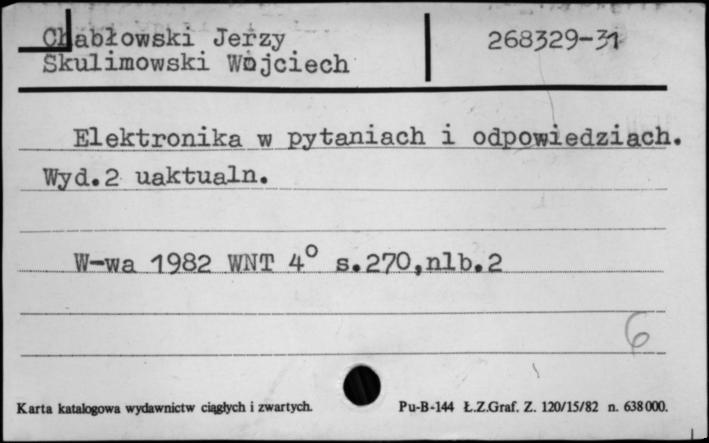 Chabłowski Jerzy
268329-31
Skulimowski Wojciech
Elektronika w pytaniach i odpowiedziach.
Wyd.2 uaktualn.
W-wa 1982 WNT 4° s.270,nlb.2
6
Karta katalogowa wydawnictw ciągłych i zwartych.
Pu-B-144 Ł.Z.Graf. Z. 120/15/82 n. 638000.